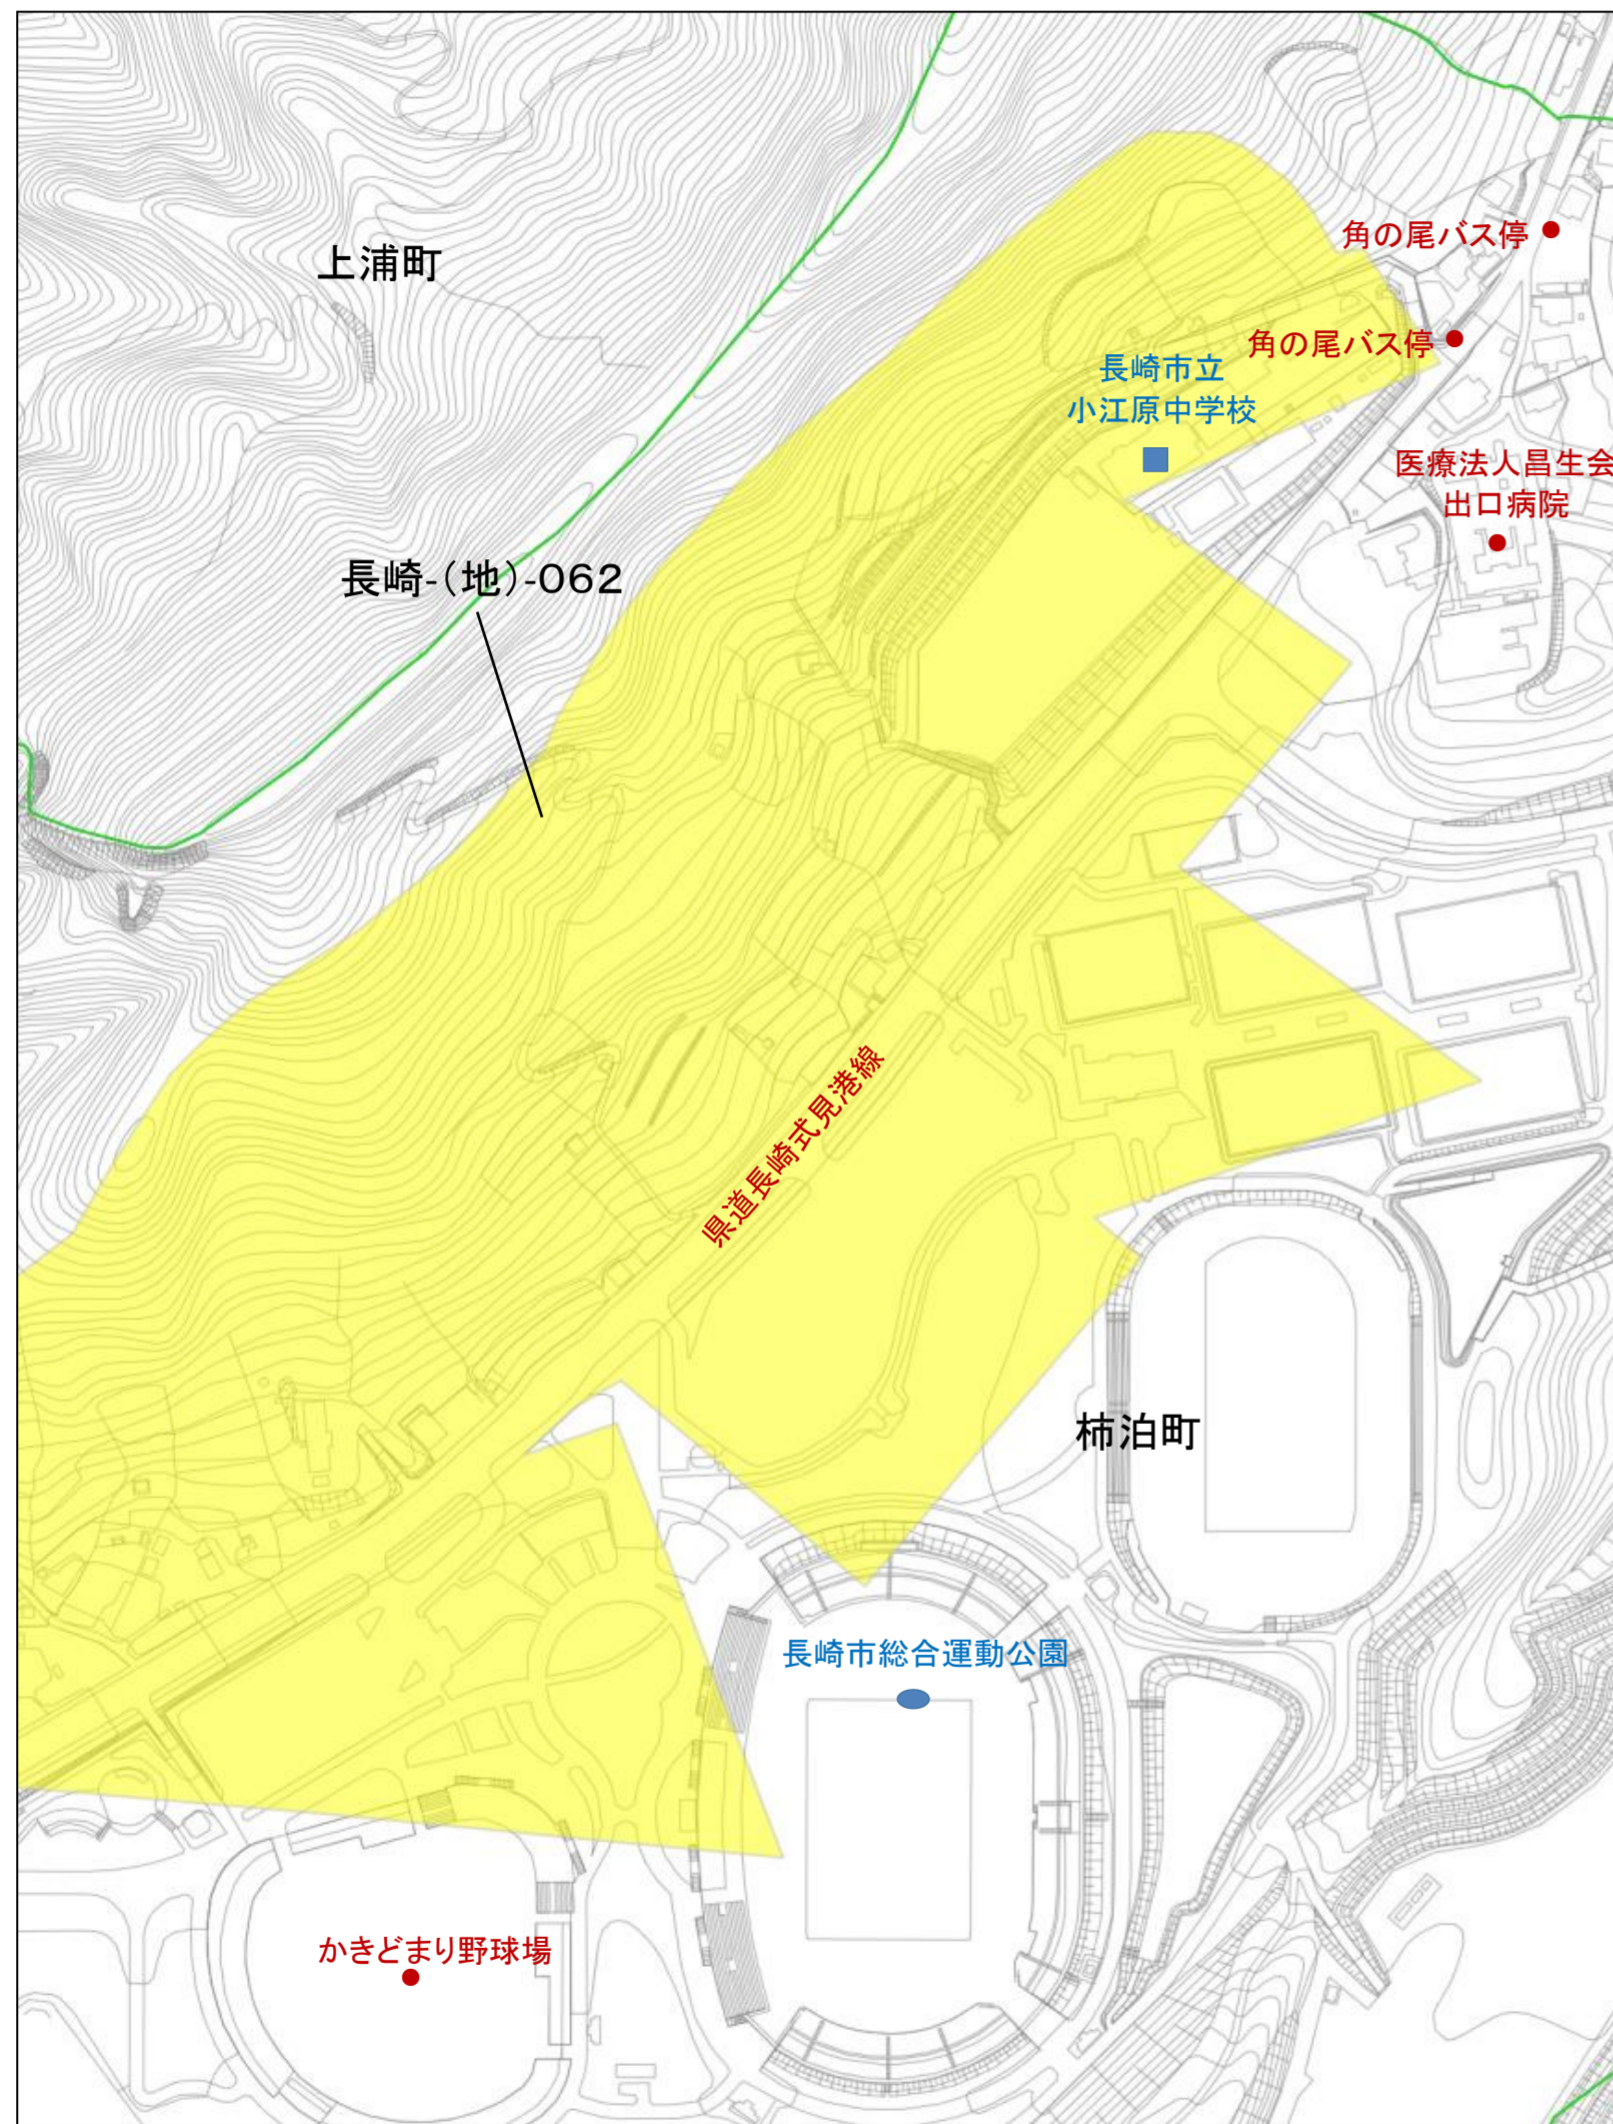 上浦町
角の尾バス停
角の尾バス停
長崎市立
小江原中学校
医療法人昌生会
出口病院
長崎-(地)-062
県道長崎式見港線
柿泊町
長崎市総合運動公園
かきどまり野球場